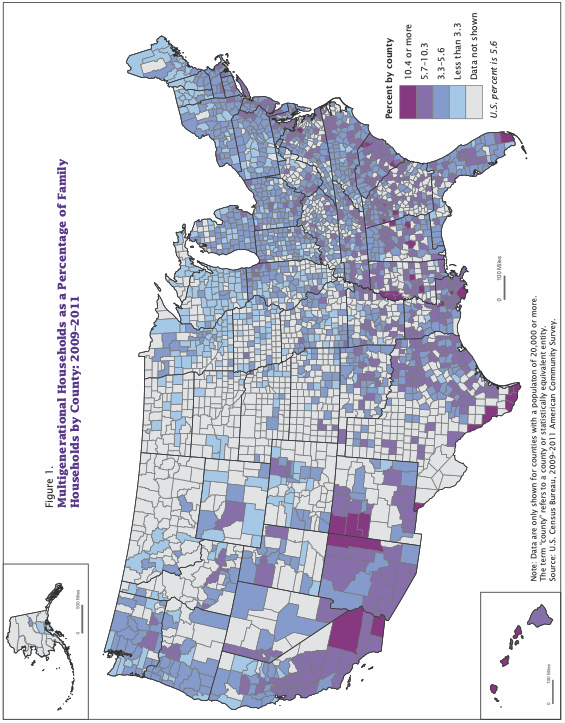 Figure 1.
Multigenerational Households as a Percentage of Family
Households by County: 2009–2011
Percent by county
10.4 or more
5.7–10.3
3.3–5.6
Less than 3.3
Data not shown
U.S. percent is 5.6
0 500 Miles
0 100 Miles
0 100 Miles
Note: Data are only shown for counties with a populaton of 20,000 or more.
The term "county" refers to a county or statistically equivalent entity.
Source: U.S. Census Bureau, 2009–2011 American Community Survey.